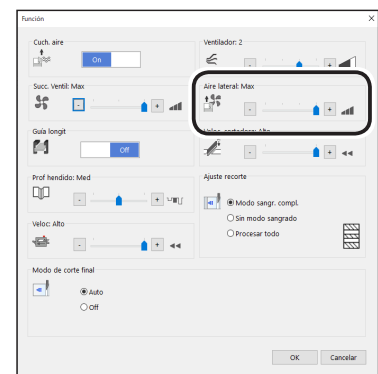 Función
Cuch. aire
On
Ventilador: 2
Succ. Ventil: Max
Aire lateral: Max
Guía longit
Off
Veloc. cortadora: Alto
Prof hendido: Med
Ajuste recorte
Modo sangr. compl.
Sin modo sangrado
Procesar todo
Veloc: Alto
Modo de corte final
Auto
Off
OK
Cancelar